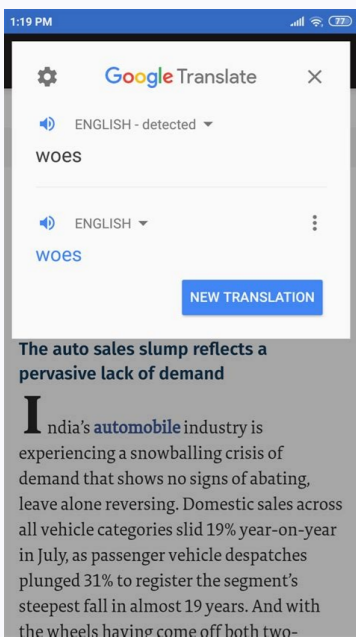 1:19 PM
77
Google Translate
ENGLISH - detected
woes
ENGLISH
woes
NEW TRANSLATION
The auto sales slump reflects a
pervasive lack of demand
India's automobile industry is
experiencing a snowballing crisis of
demand that shows no signs of abating,
leave alone reversing. Domestic sales across
all vehicle categories slid 19% year-on-year
in July, as passenger vehicle despatches
plunged 31% to register the segment's
steepest fall in almost 19 years. And with
the wheels having come off both two-